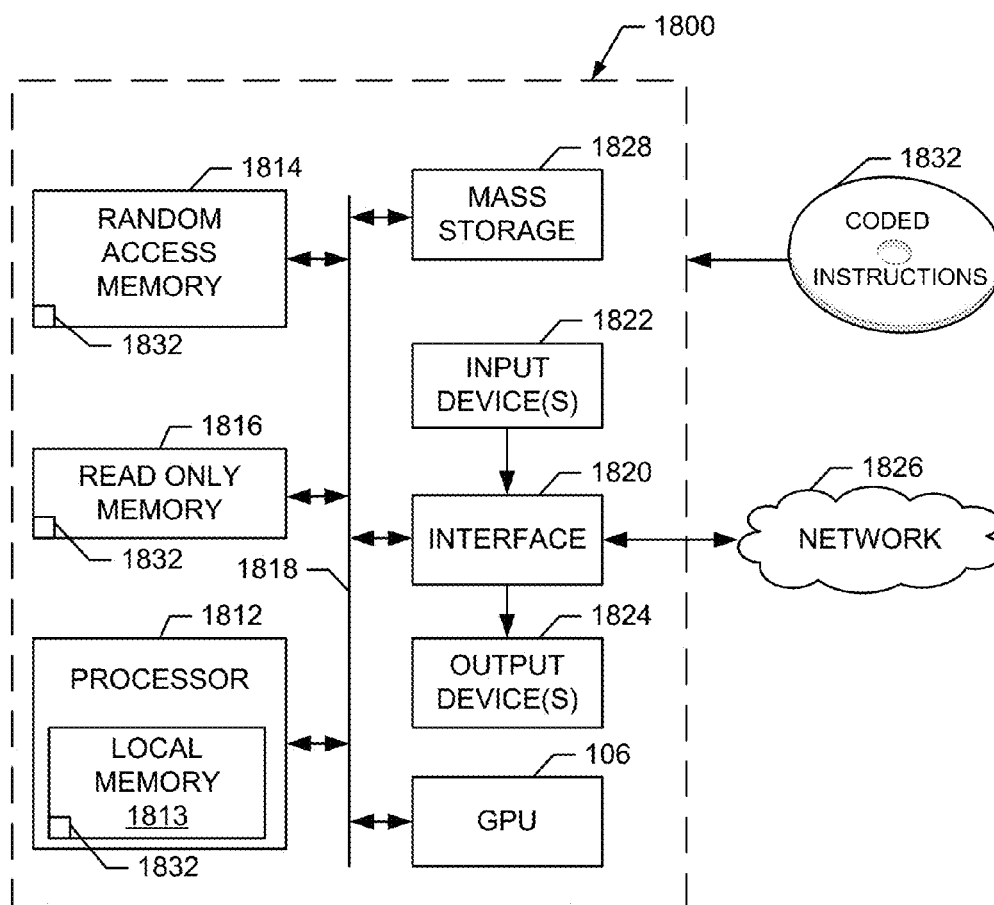 1800
1814
RANDOM
ACCESS
MEMORY
1832
1828
MASS
STORAGE
1832
CODED
INSTRUCTIONS
1822
INPUT
DEVICE(S)
1816
READ ONLY
MEMORY
1832
1820
INTERFACE
1826
NETWORK
1818
1812
PROCESSOR
LOCAL
MEMORY
1813
1832
1824
OUTPUT
DEVICE(S)
106
GPU